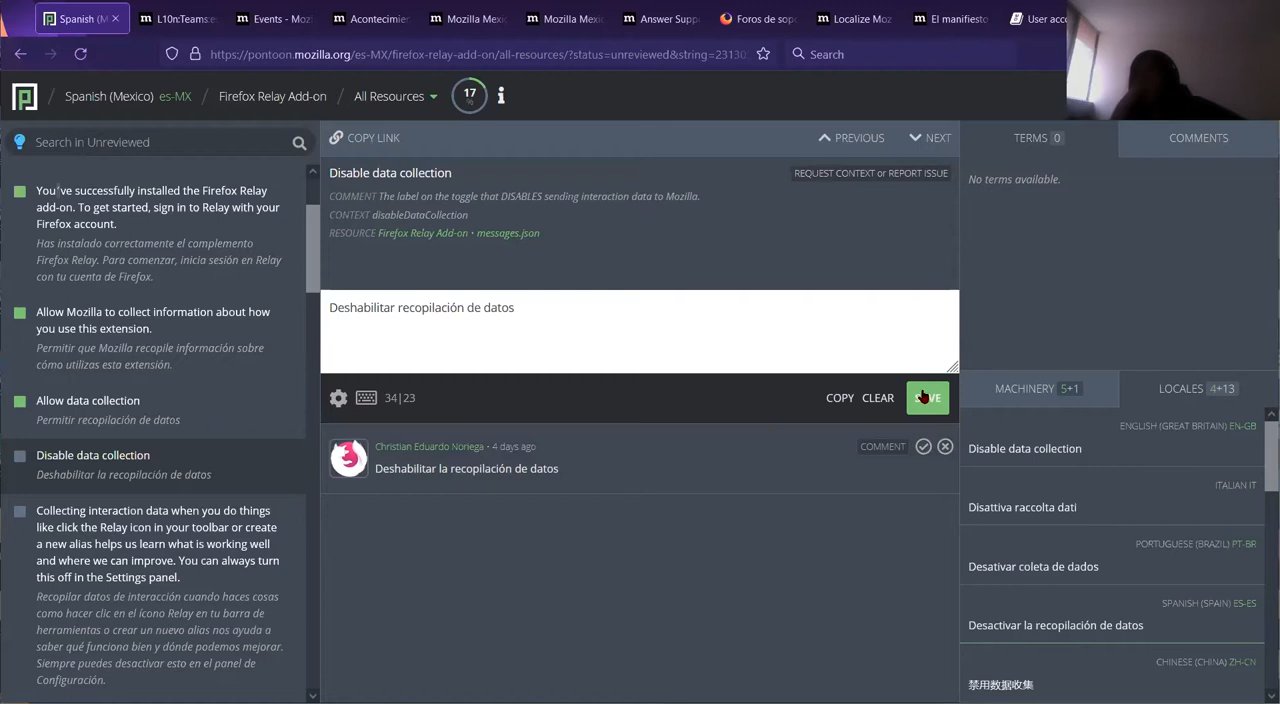 Spanish (M
L10n:Teams:es
Events - Moz
Acontecimie
Mozilla Mexic
Mozilla Mexic
Answer Supp
Foros de sop
Localize Moz
El manifiesto
User acco
https://pontoon.mozilla.org/es-MX/firefox-relay-add-on/all-resources/?status=unreviewed&string=23130
Search
Spanish (Mexico) es-MX / Firefox Relay Add-on / All Resources
17 %
Search in Unreviewed
You've successfully installed the Firefox Relay
add-on. To get started, sign in to Relay with your
Firefox account.
Has instalado correctamente el complemento
Firefox Relay. Para comenzar, inicia sesión en Relay
con tu cuenta de Firefox.
Allow Mozilla to collect information about how
you use this extension.
Permitir que Mozilla recopile información sobre
cómo utilizas esta extensión.
Allow data collection
Permitir recopilación de datos
Disable data collection
Deshabilitar la recopilación de datos
Collecting interaction data when you do things
like click the Relay icon in your toolbar or create
a new alias helps us learn what is working well
and where we can improve. You can always turn
this off in the Settings panel.
Recopilar datos de interacción cuando haces cosas
como hacer clic en el ícono Relay en tu barra de
herramientas o crear un nuevo alias nos ayuda a
saber qué funciona bien y dónde podemos mejorar.
Siempre puedes desactivar esto en el panel de
Configuración.
COPY LINK
PREVIOUS
NEXT
Disable data collection
REQUEST CONTEXT or REPORT ISSUE
COMMENT The label on the toggle that DISABLES sending interaction data to Mozilla.
CONTEXT disableDataCollection
RESOURCE Firefox Relay Add-on • messages.json
Deshabilitar recopilación de datos
34|23
COPY
CLEAR
SAVE
Christian Eduardo Noriega • 4 days ago
COMMENT
Deshabilitar la recopilación de datos
TERMS 0
COMMENTS
No terms available.
MACHINERY 5+1
LOCALES 4+13
ENGLISH (GREAT BRITAIN) EN-GB
Disable data collection
ITALIAN IT
Disattiva raccolta dati
PORTUGUESE (BRAZIL) PT-BR
Desativar coleta de dados
SPANISH (SPAIN) ES-ES
Desactivar la recopilación de datos
CHINESE (CHINA) ZH-CN
禁用数据收集